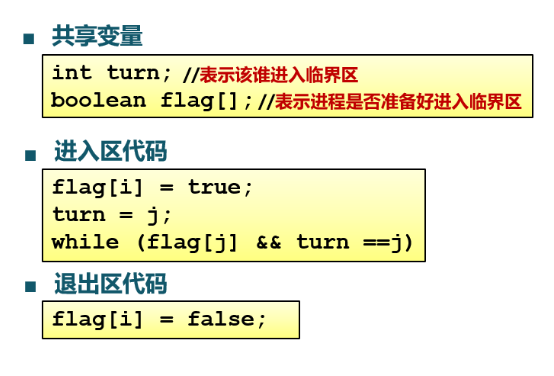 共享变量
int turn; //表示该谁进入临界区
boolean flag[]; //表示进程是否准备好进入临界区
进入区代码
flag[i] = true;
turn = j;
while (flag[j] && turn ==j)
退出区代码
flag[i] = false;